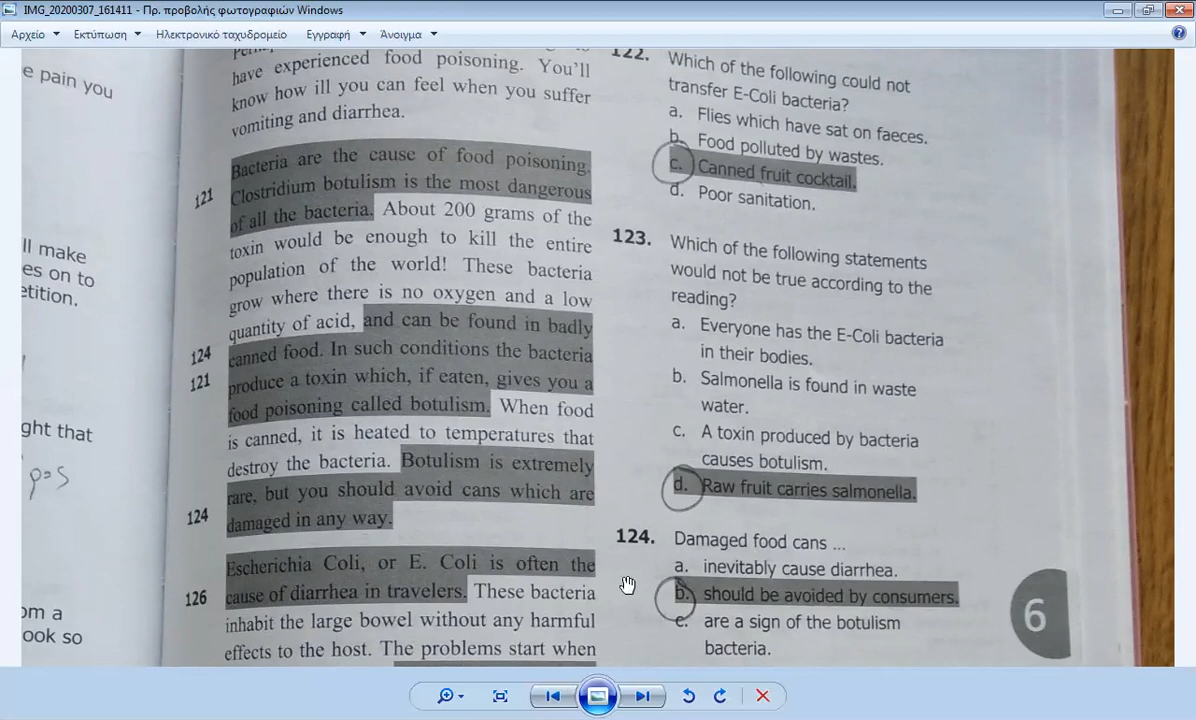 IMG_20200307_161411 - Πρ. προβολής φωτογραφιών Windows
Αρχείο Εκτύπωση Ηλεκτρονικό ταχυδρομείο Εγγραφή Άνοιγμα
e pain you
ll make
es on to
etition.
ght that
pos
om a
ook so
have experienced food poisoning. You'll
know how ill you can feel when you suffer
vomiting and diarrhea.
Bacteria are the cause of food poisoning.
121 Clostridium botulism is the most dangerous
of all the bacteria. About 200 grams of the
toxin would be enough to kill the entire
population of the world! These bacteria
grow where there is no oxygen and a low
quantity of acid, and can be found in badly
124 canned food. In such conditions the bacteria
121 produce a toxin which, if eaten, gives you a
food poisoning called botulism. When food
is canned, it is heated to temperatures that
destroy the bacteria. Botulism is extremely
rare, but you should avoid cans which are
124 damaged in any way.
Escherichia Coli, or E. Coli is often the
126 cause of diarrhea in travelers. These bacteria
inhabit the large bowel without any harmful
effects to the host. The problems start when
122. Which of the following could not
transfer E-Coli bacteria?
a. Flies which have sat on faeces.
b. Food polluted by wastes.
c. Canned fruit cocktail.
d. Poor sanitation.
123. Which of the following statements
would not be true according to the
reading?
a. Everyone has the E-Coli bacteria
in their bodies.
b. Salmonella is found in waste
water.
c. A toxin produced by bacteria
causes botulism.
d. Raw fruit carries salmonella.
124. Damaged food cans ...
a. inevitably cause diarrhea.
b. should be avoided by consumers.
c. are a sign of the botulism
bacteria.
6